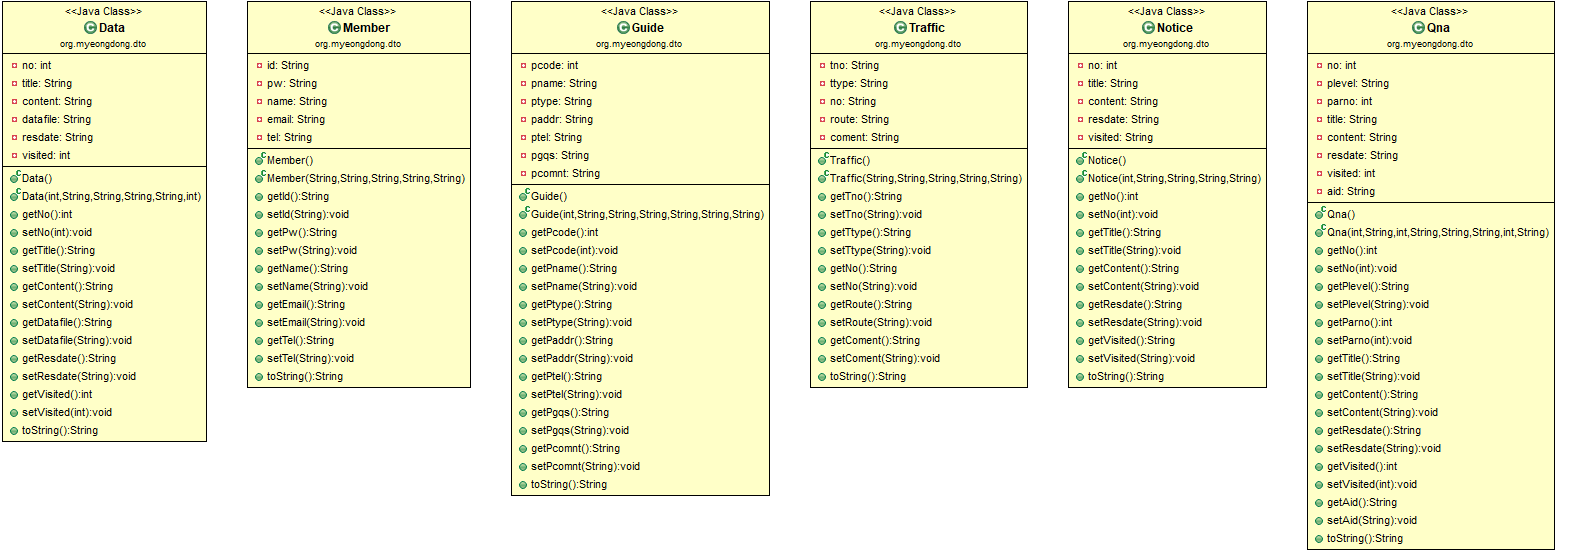 <<Java Class>>
Data
org.myeongdong.dto
no: int
title: String
content: String
datafile: String
resdate: String
visited: int
Data()
Data(int,String,String,String,String,int)
getNo():int
setNo(int):void
getTitle():String
setTitle(String):void
getContent():String
setContent(String):void
getDatafile():String
setDatafile(String):void
getResdate():String
setResdate(String):void
getVisited():int
setVisited(int):void
toString():String
<<Java Class>>
Member
org.myeongdong.dto
id: String
pw: String
name: String
email: String
tel: String
Member()
Member(String,String,String,String,String)
getId():String
setId(String):void
getPw():String
setPw(String):void
getName():String
setName(String):void
getEmail():String
setEmail(String):void
getTel():String
setTel(String):void
toString():String
<<Java Class>>
Guide
org.myeongdong.dto
pcode: int
pname: String
ptype: String
paddr: String
ptel: String
pgqs: String
pcomnt: String
Guide()
Guide(int,String,String,String,String,String,String)
getPcode():int
setPcode(int):void
getPname():String
setPname(String):void
getPtype():String
setPtype(String):void
getPaddr():String
setPaddr(String):void
getPtel():String
setPtel(String):void
getPgqs():String
setPgqs(String):void
getPcomnt():String
setPcomnt(String):void
toString():String
<<Java Class>>
Traffic
org.myeongdong.dto
tno: String
ttype: String
no: String
route: String
coment: String
Traffic()
Traffic(String,String,String,String,String)
getTno():String
setTno(String):void
getTtype():String
setTtype(String):void
getNo():String
setNo(String):void
getRoute():String
setRoute(String):void
getComent():String
setComent(String):void
toString():String
<<Java Class>>
Notice
org.myeongdong.dto
no: int
title: String
content: String
resdate: String
visited: String
Notice()
Notice(int,String,String,String,String)
getNo():int
setNo(int):void
getTitle():String
setTitle(String):void
getContent():String
setContent(String):void
getResdate():String
setResdate(String):void
getVisited():String
setVisited(String):void
toString():String
<<Java Class>>
Qna
org.myeongdong.dto
no: int
plevel: String
parno: int
title: String
content: String
resdate: String
visited: int
aid: String
Qna()
Qna(int,String,int,String,String,String,int,String)
getNo():int
setNo(int):void
getPlevel():String
setPlevel(String):void
getParno():int
setParno(int):void
getTitle():String
setTitle(String):void
getContent():String
setContent(String):void
getResdate():String
setResdate(String):void
getVisited():int
setVisited(int):void
getAid():String
setAid(String):void
toString():String